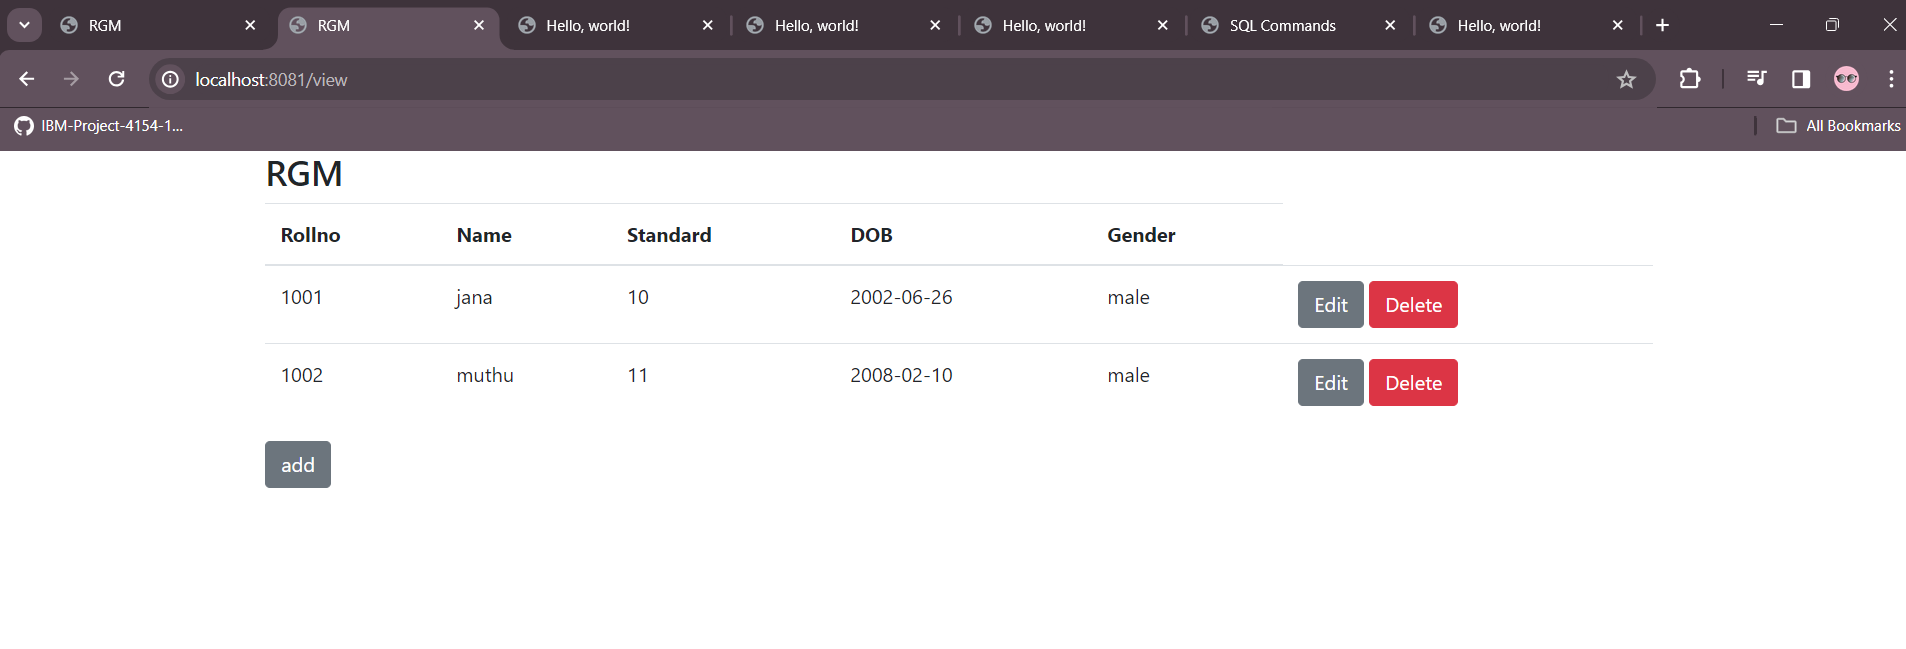 RGM RGM Hello, world! Hello, world! Hello, world! SQL Commands Hello, world!
localhost:8081/view
IBM-Project-4154-1... All Bookmarks
RGM
Rollno Name Standard DOB Gender
1001 jana 10 2002-06-26 male Edit Delete
1002 muthu 11 2008-02-10 male Edit Delete
add